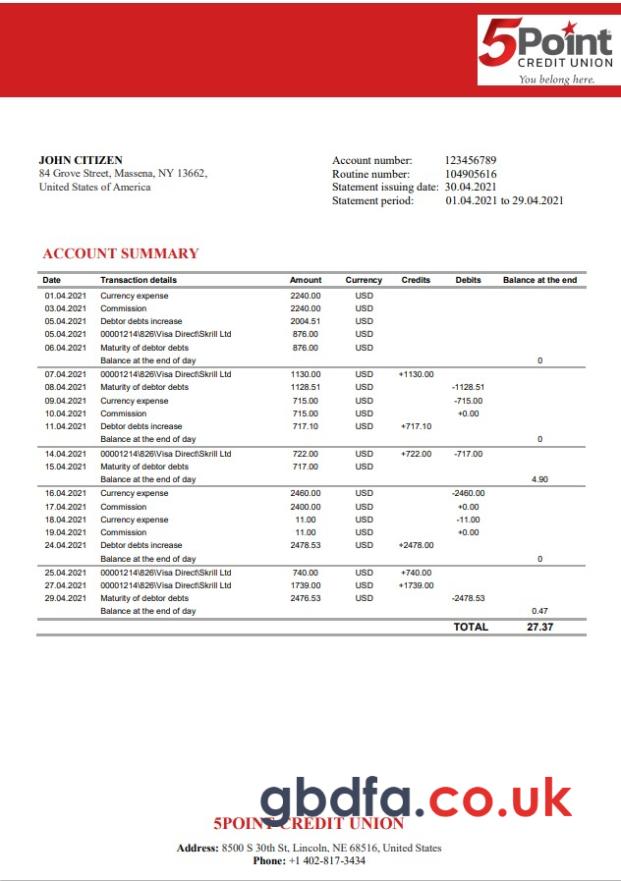 5Point
CREDIT UNION
You belong here.
JOHN CITIZEN
84 Grove Street, Massena, NY 13662,
United States of America
Account number: 123456789
Routine number: 104905616
Statement issuing date: 30.04.2021
Statement period: 01.04.2021 to 29.04.2021
ACCOUNT SUMMARY
Date Transaction details Amount Currency Credits Debits Balance at the end
01.04.2021 Currency expense 2240.00 USD
03.04.2021 Commission 2240.00 USD
05.04.2021 Debtor debts increase 2004.51 USD
05.04.2021 00001214\826\Visa Direct\Skrill Ltd 876.00 USD
06.04.2021 Maturity of debtor debts 876.00 USD
Balance at the end of day 0
07.04.2021 00001214\826\Visa Direct\Skrill Ltd 1130.00 USD +1130.00
08.04.2021 Maturity of debtor debts 1128.51 USD -1128.51
09.04.2021 Currency expense 715.00 USD -715.00
10.04.2021 Commission 715.00 USD +0.00
11.04.2021 Debtor debts increase 717.10 USD +717.10
Balance at the end of day 0
14.04.2021 00001214\826\Visa Direct\Skrill Ltd 722.00 USD +722.00 -717.00
15.04.2021 Maturity of debtor debts 717.00 USD
Balance at the end of day 4.90
16.04.2021 Currency expense 2460.00 USD -2460.00
17.04.2021 Commission 2400.00 USD +0.00
18.04.2021 Currency expense 11.00 USD -11.00
19.04.2021 Commission 11.00 USD +0.00
24.04.2021 Debtor debts increase 2478.53 USD +2478.00
Balance at the end of day 0
25.04.2021 00001214\826\Visa Direct\Skrill Ltd 740.00 USD +740.00
27.04.2021 00001214\826\Visa Direct\Skrill Ltd 1739.00 USD +1739.00
29.04.2021 Maturity of debtor debts 2476.53 USD -2478.53
Balance at the end of day 0.47
TOTAL 27.37
gbdfa.co.uk
5POINT CREDIT UNION
Address: 8500 S 30th St, Lincoln, NE 68516, United States
Phone: +1 402-817-3434